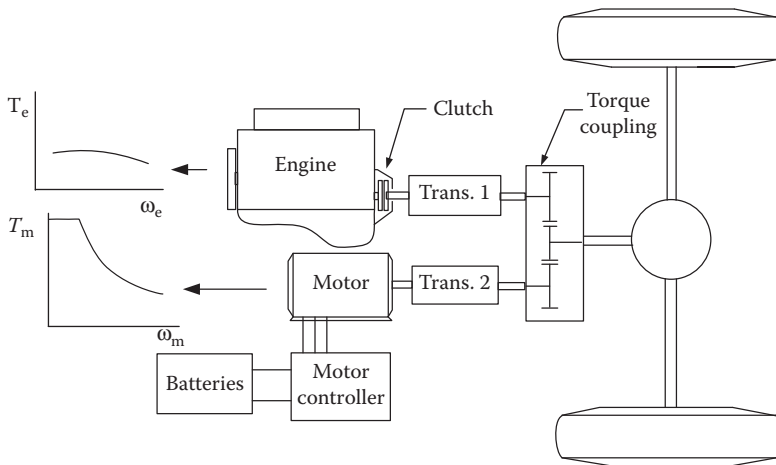 Tₑ
ωₑ
Engine
Clutch
Torque
coupling
Trans. 1
Tₘ
ωₘ
Motor
Trans. 2
Batteries
Motor
controller